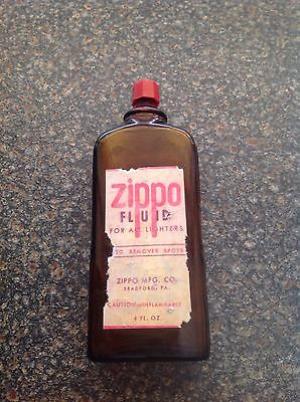 zippo
FLUID
FOR ALL LIGHTERS
TO REMOVE SPOTS
ZIPPO MFG. CO.
BRADFORD, PA.
CAUTION-INFLAMMABLE
4 FL. OZ.